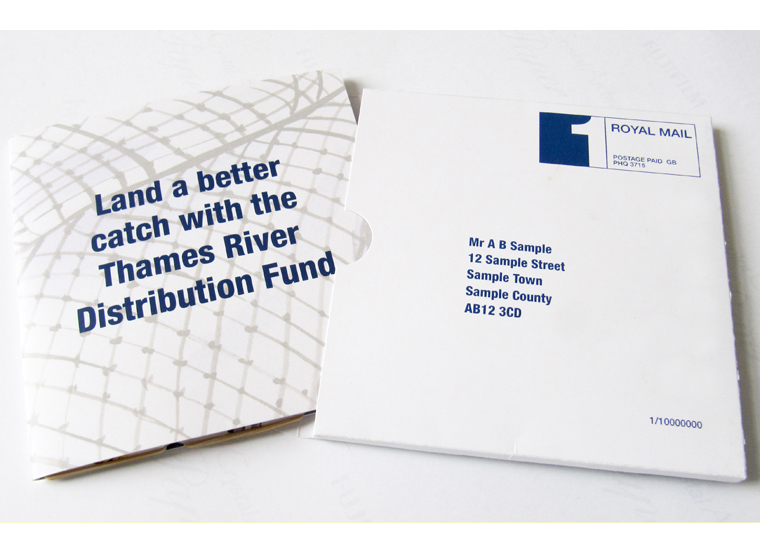 Land a better
catch with the
Thames River
Distribution Fund
1
ROYAL MAIL
POSTAGE PAID GB
PHQ 3715
Mr A B Sample
12 Sample Street
Sample Town
Sample County
AB12 3CD
1/10000000